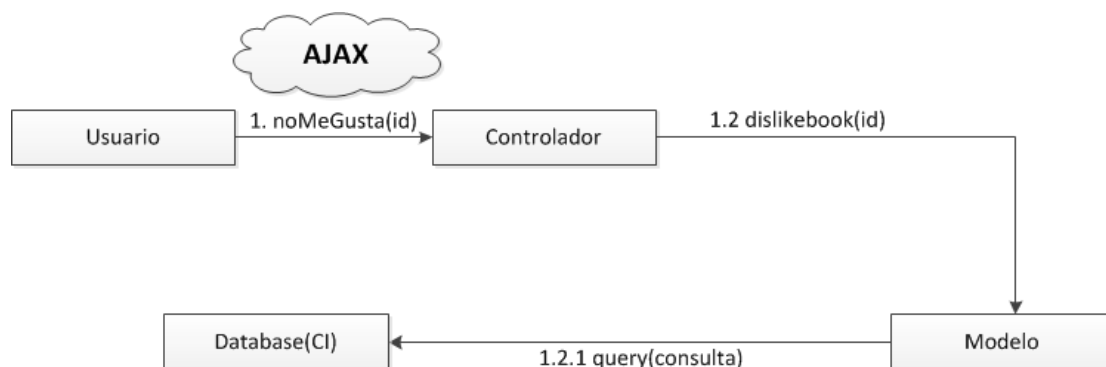 AJAX
Usuario
1. noMeGusta(id)
Controlador
1.2 dislikebook(id)
Database(CI)
1.2.1 query(consulta)
Modelo